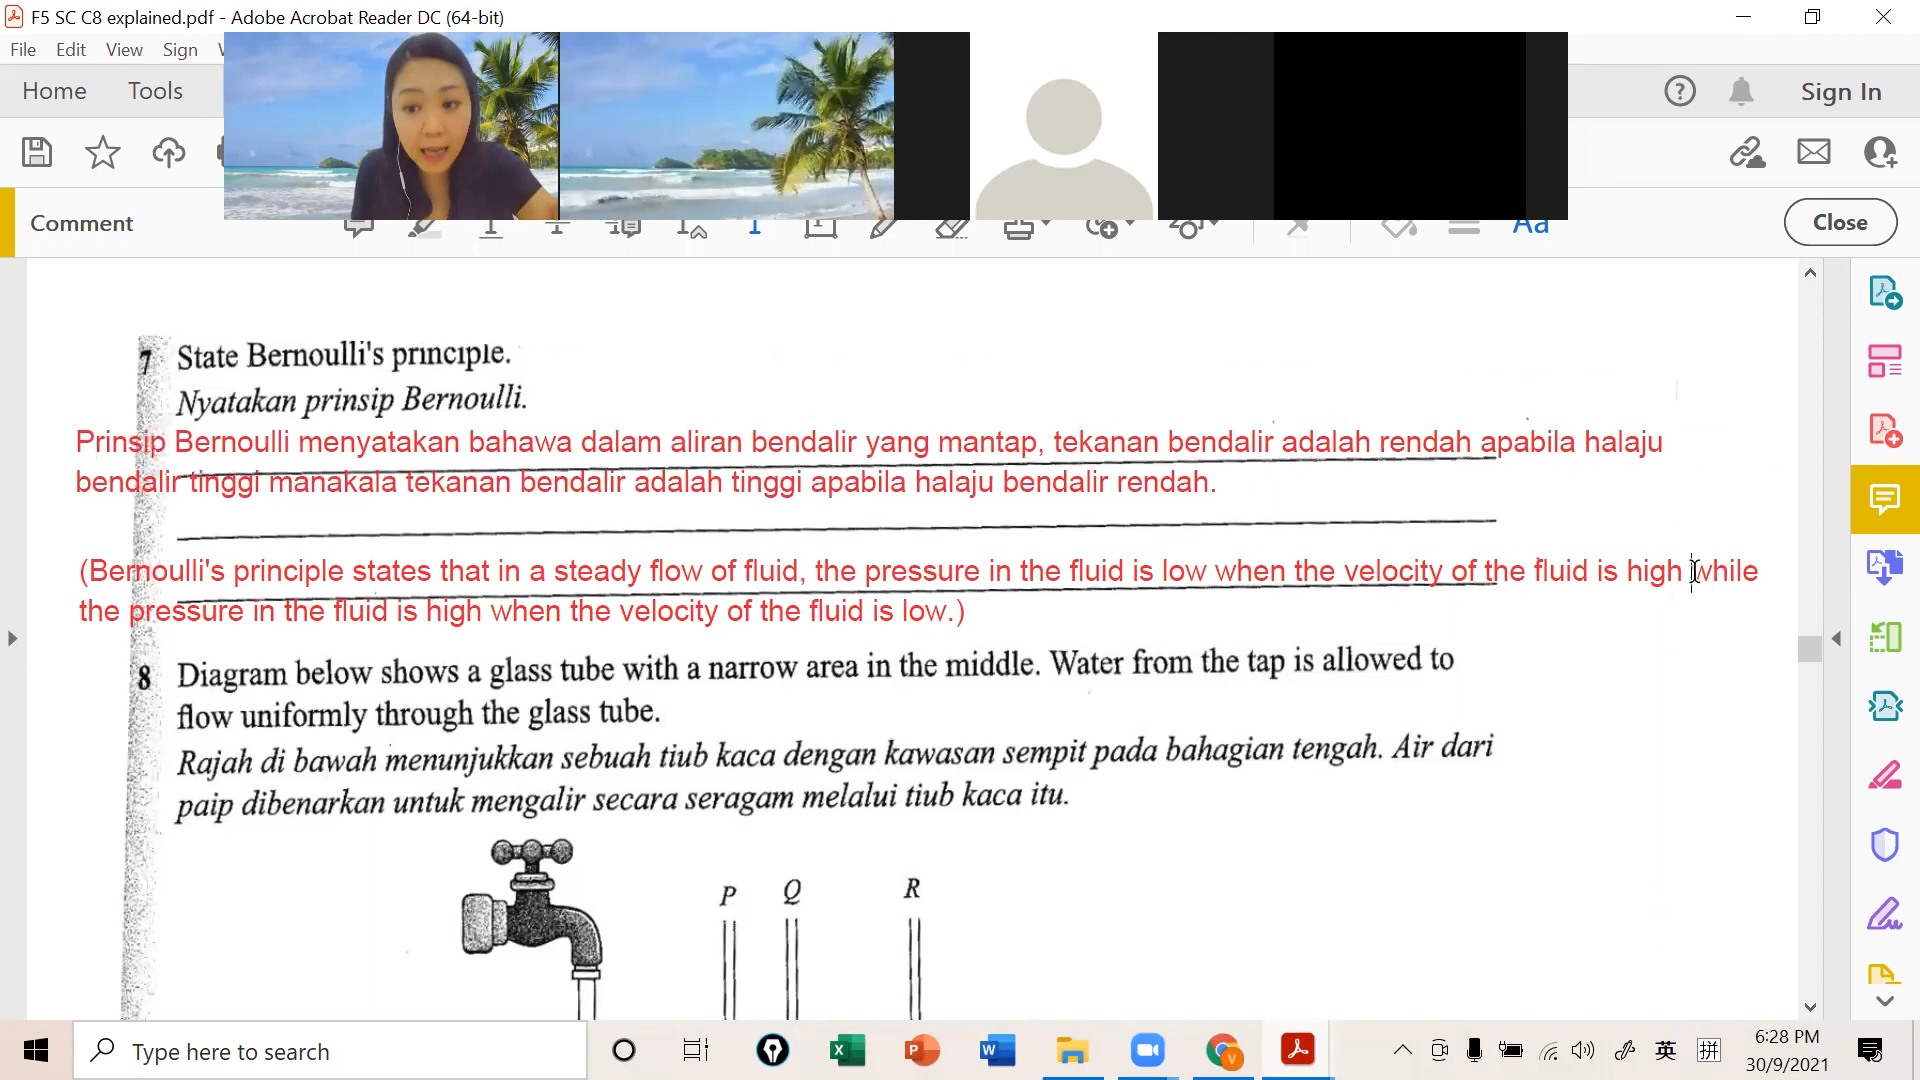 F5 SC C8 explained.pdf - Adobe Acrobat Reader DC (64-bit)
File Edit View Sign
Home Tools
Sign In
Comment
Aa
Close
7 State Bernoulli's principle.
Nyatakan prinsip Bernoulli.
Prinsip Bernoulli menyatakan bahawa dalam aliran bendalir yang mantap, tekanan bendalir adalah rendah apabila halaju
bendalir tinggi manakala tekanan bendalir adalah tinggi apabila halaju bendalir rendah.
(Bernoulli's principle states that in a steady flow of fluid, the pressure in the fluid is low when the velocity of the fluid is high while
the pressure in the fluid is high when the velocity of the fluid is low.)
8 Diagram below shows a glass tube with a narrow area in the middle. Water from the tap is allowed to
flow uniformly through the glass tube.
Rajah di bawah menunjukkan sebuah tiub kaca dengan kawasan sempit pada bahagian tengah. Air dari
paip dibenarkan untuk mengalir secara seragam melalui tiub kaca itu.
P Q R
Type here to search
英 拼
6:28 PM
30/9/2021